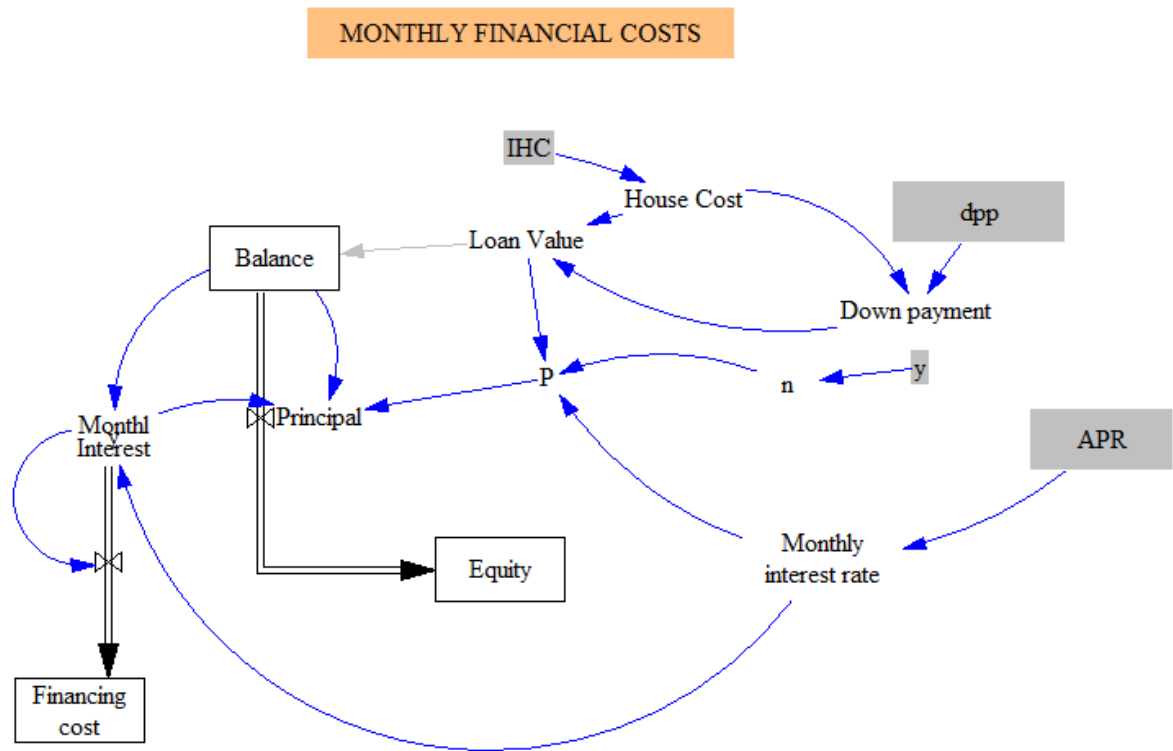 MONTHLY FINANCIAL COSTS
IHC
House Cost
dpp
Loan Value
Balance
Down payment
P
n
y
Principal
Monthly
Interest
APR
Monthly
interest rate
Equity
Financing
cost